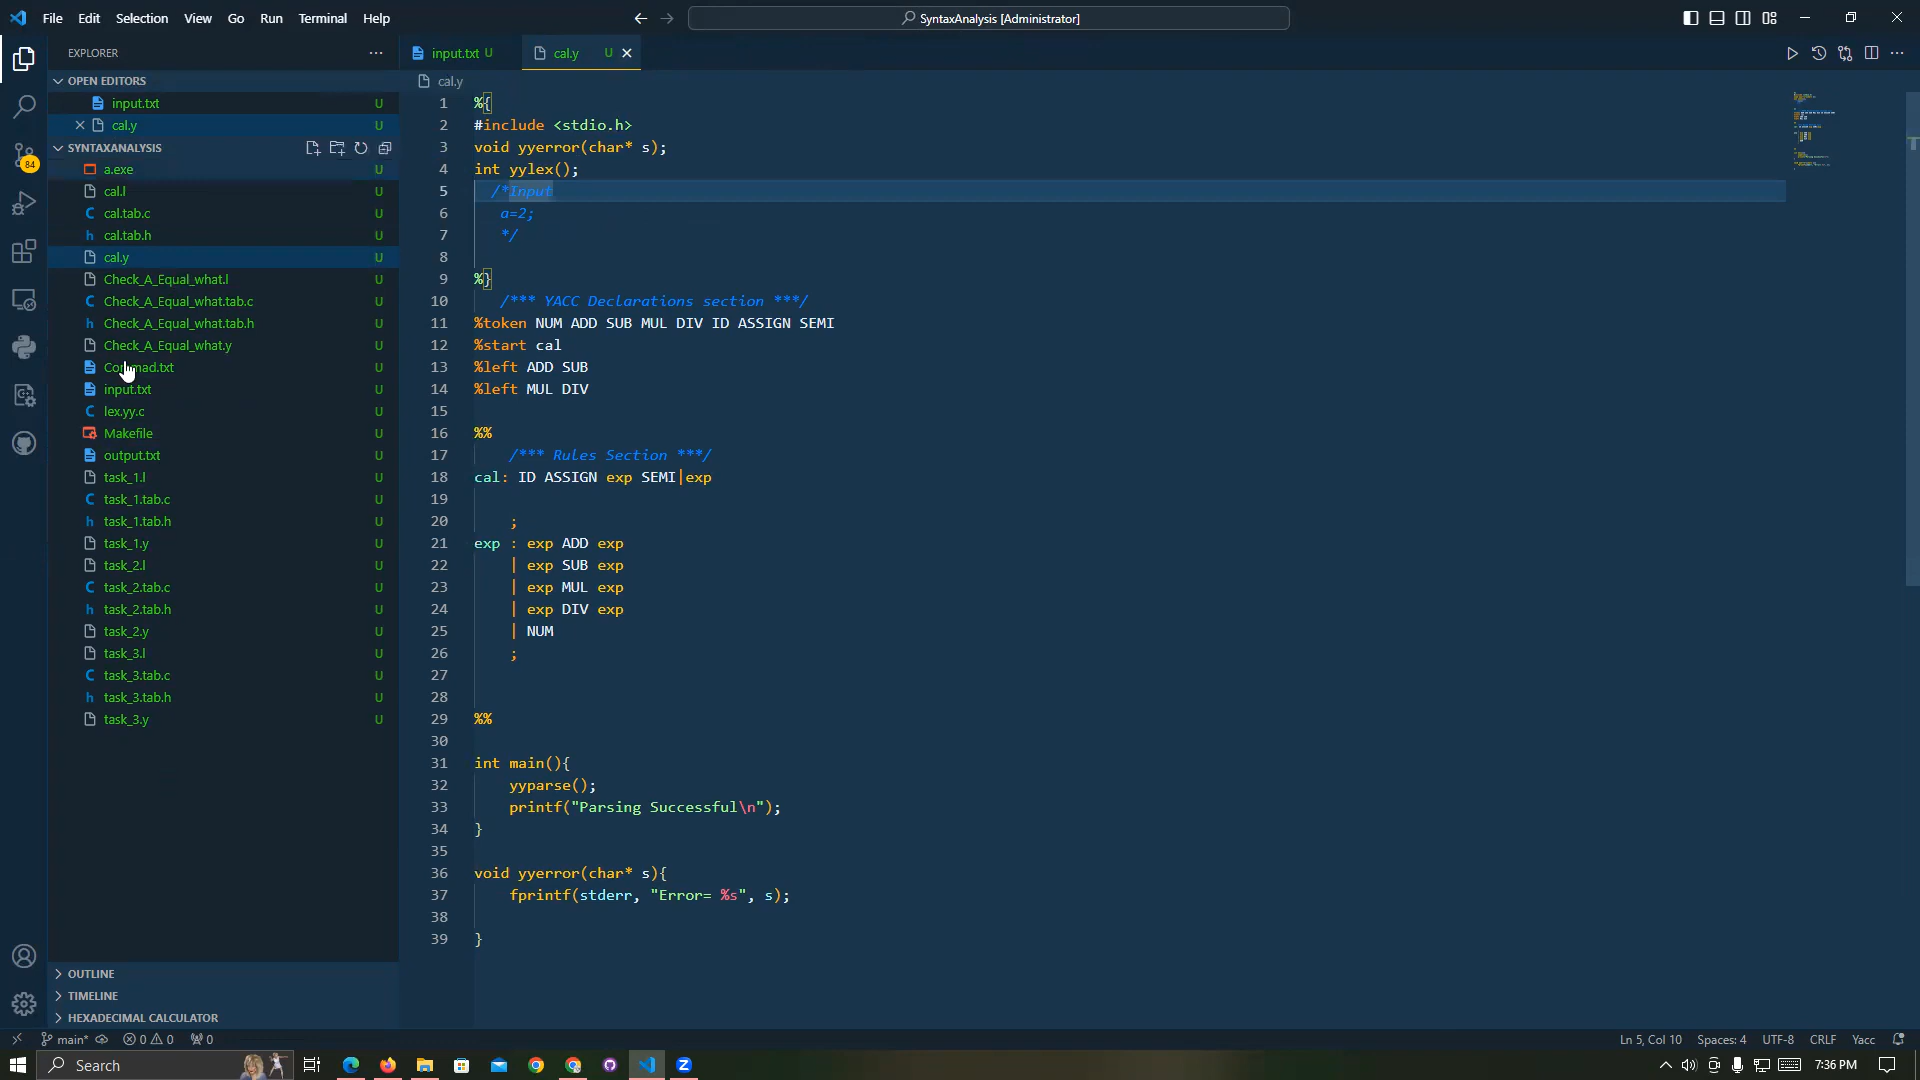 File Edit Selection View Go Run Terminal Help
SyntaxAnalysis [Administrator]
EXPLORER
OPEN EDITORS
input.txt U
cal.y U
SYNTAXANALYSIS
a.exe U
cal.l U
cal.tab.c U
cal.tab.h U
cal.y U
Check_A_Equal_what.l U
Check_A_Equal_what.tab.c U
Check_A_Equal_what.tab.h U
Check_A_Equal_what.y U
U
input.txt U
lex.yy.c U
Makefile U
output.txt U
task_1.l U
task_1.tab.c U
task_1.tab.h U
task_1.y U
task_2.l U
task_2.tab.c U
task_2.tab.h U
task_2.y U
task_3.l U
task_3.tab.c U
task_3.tab.h U
task_3.y U
OUTLINE
TIMELINE
HEXADECIMAL CALCULATOR
84
input.txt U
cal.y U
cal.y
1 %{
2 #include <stdio.h>
3 void yyerror(char* s);
4 int yylex();
5 /*Input
6 a=2;
7 */
8
9 %}
10 /*** YACC Declarations section ***/
11 %token NUM ADD SUB MUL DIV ID ASSIGN SEMI
12 %start cal
13 %left ADD SUB
14 %left MUL DIV
15
16 %%
17 /*** Rules Section ***/
18 cal: ID ASSIGN exp SEMI|exp
19
20 ;
21 exp : exp ADD exp
22 | exp SUB exp
23 | exp MUL exp
24 | exp DIV exp
25 | NUM
26 ;
27
28
29 %%
30
31 int main(){
32 yyparse();
33 printf("Parsing Successful\n");
34 }
35
36 void yyerror(char* s){
37 fprintf(stderr, "Error= %s", s);
38
39 }
main* 0 0 0
Ln 5, Col 10 Spaces: 4 UTF-8 CRLF Yacc
Search
7:36 PM